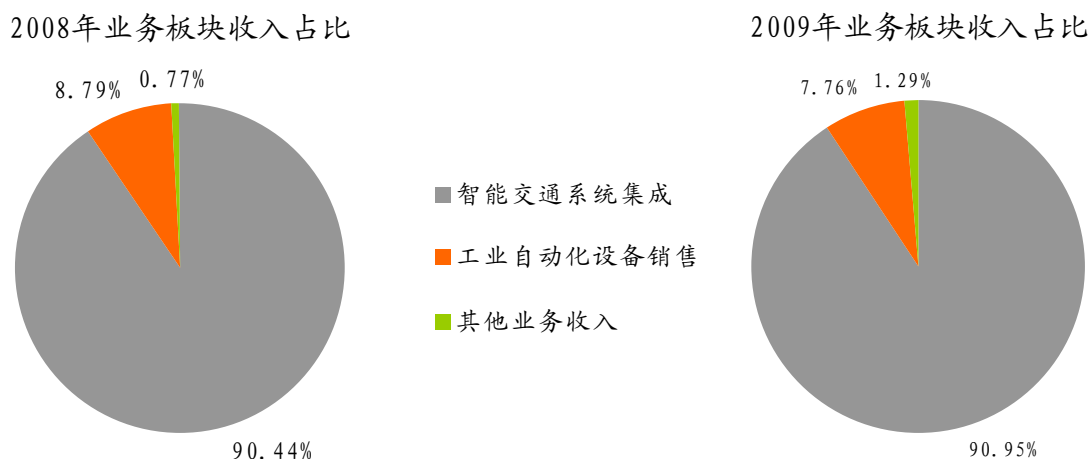 2008年业务板块收入占比
8.79%
0.77%
90.44%
智能交通系统集成
工业自动化设备销售
其他业务收入
2009年业务板块收入占比
7.76%
1.29%
90.95%